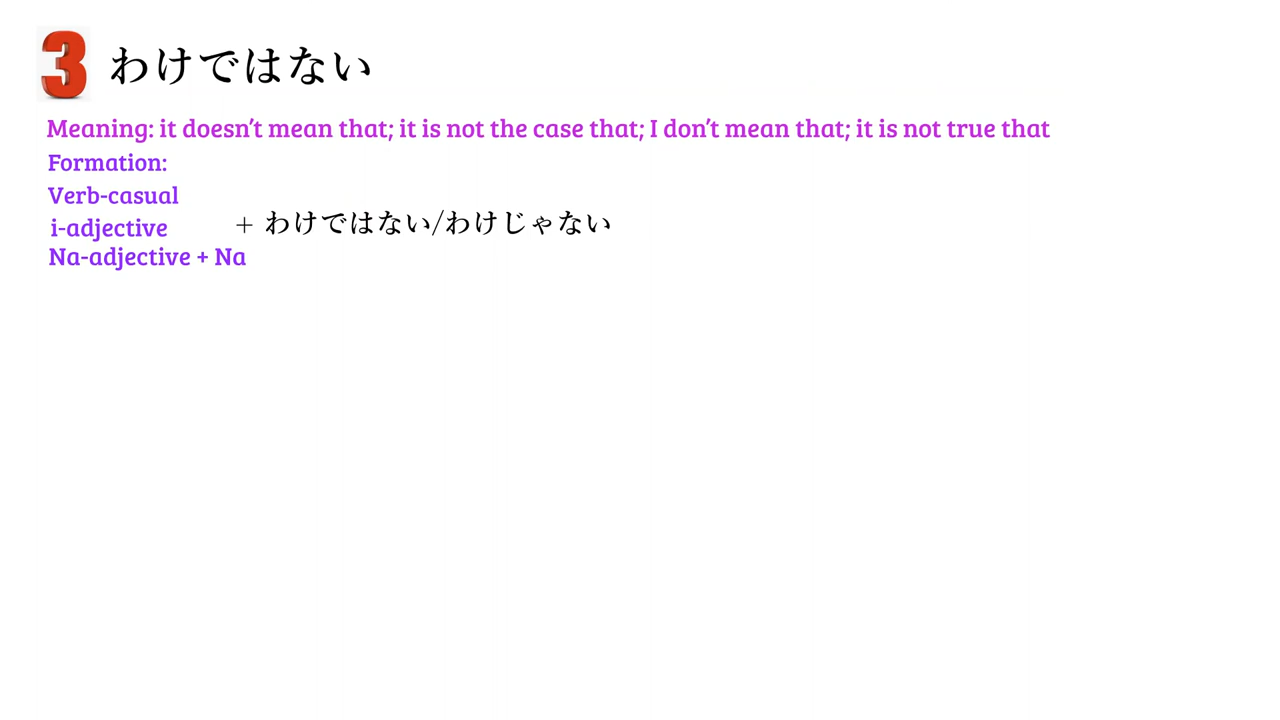 3 わけではない
Meaning: it doesn’t mean that; it is not the case that; I don’t mean that; it is not true that
Formation:
Verb-casual
i-adjective + わけではない/わけじゃない
Na-adjective + Na